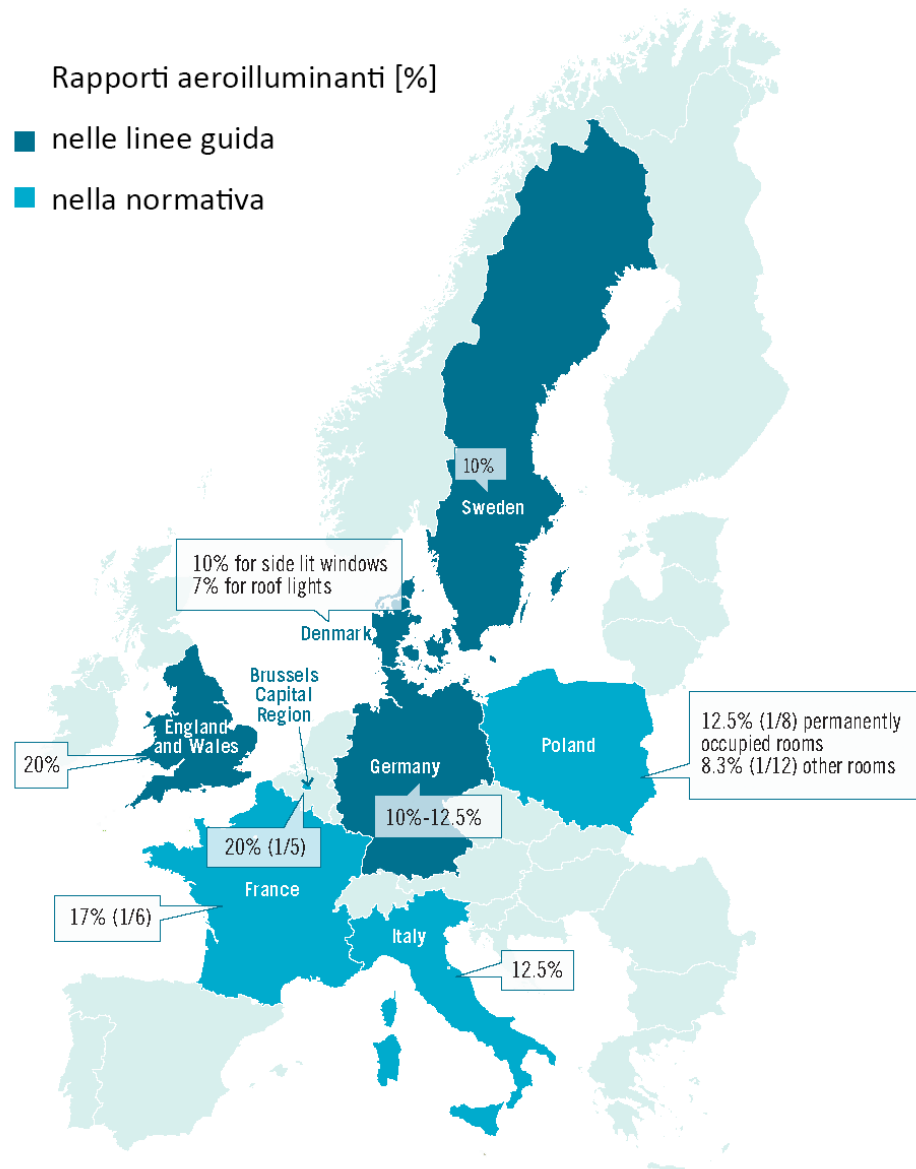 Rapporti aeroilluminanti [%]
nelle linee guida
nella normativa
10%
Sweden
10% for side lit windows
7% for roof lights
Denmark
Brussels
Capital
Region
England
and Wales
20%
Germany
10%-12.5%
Poland
12.5% (1/8) permanently
occupied rooms
8.3% (1/12) other rooms
20% (1/5)
France
17% (1/6)
Italy
12.5%